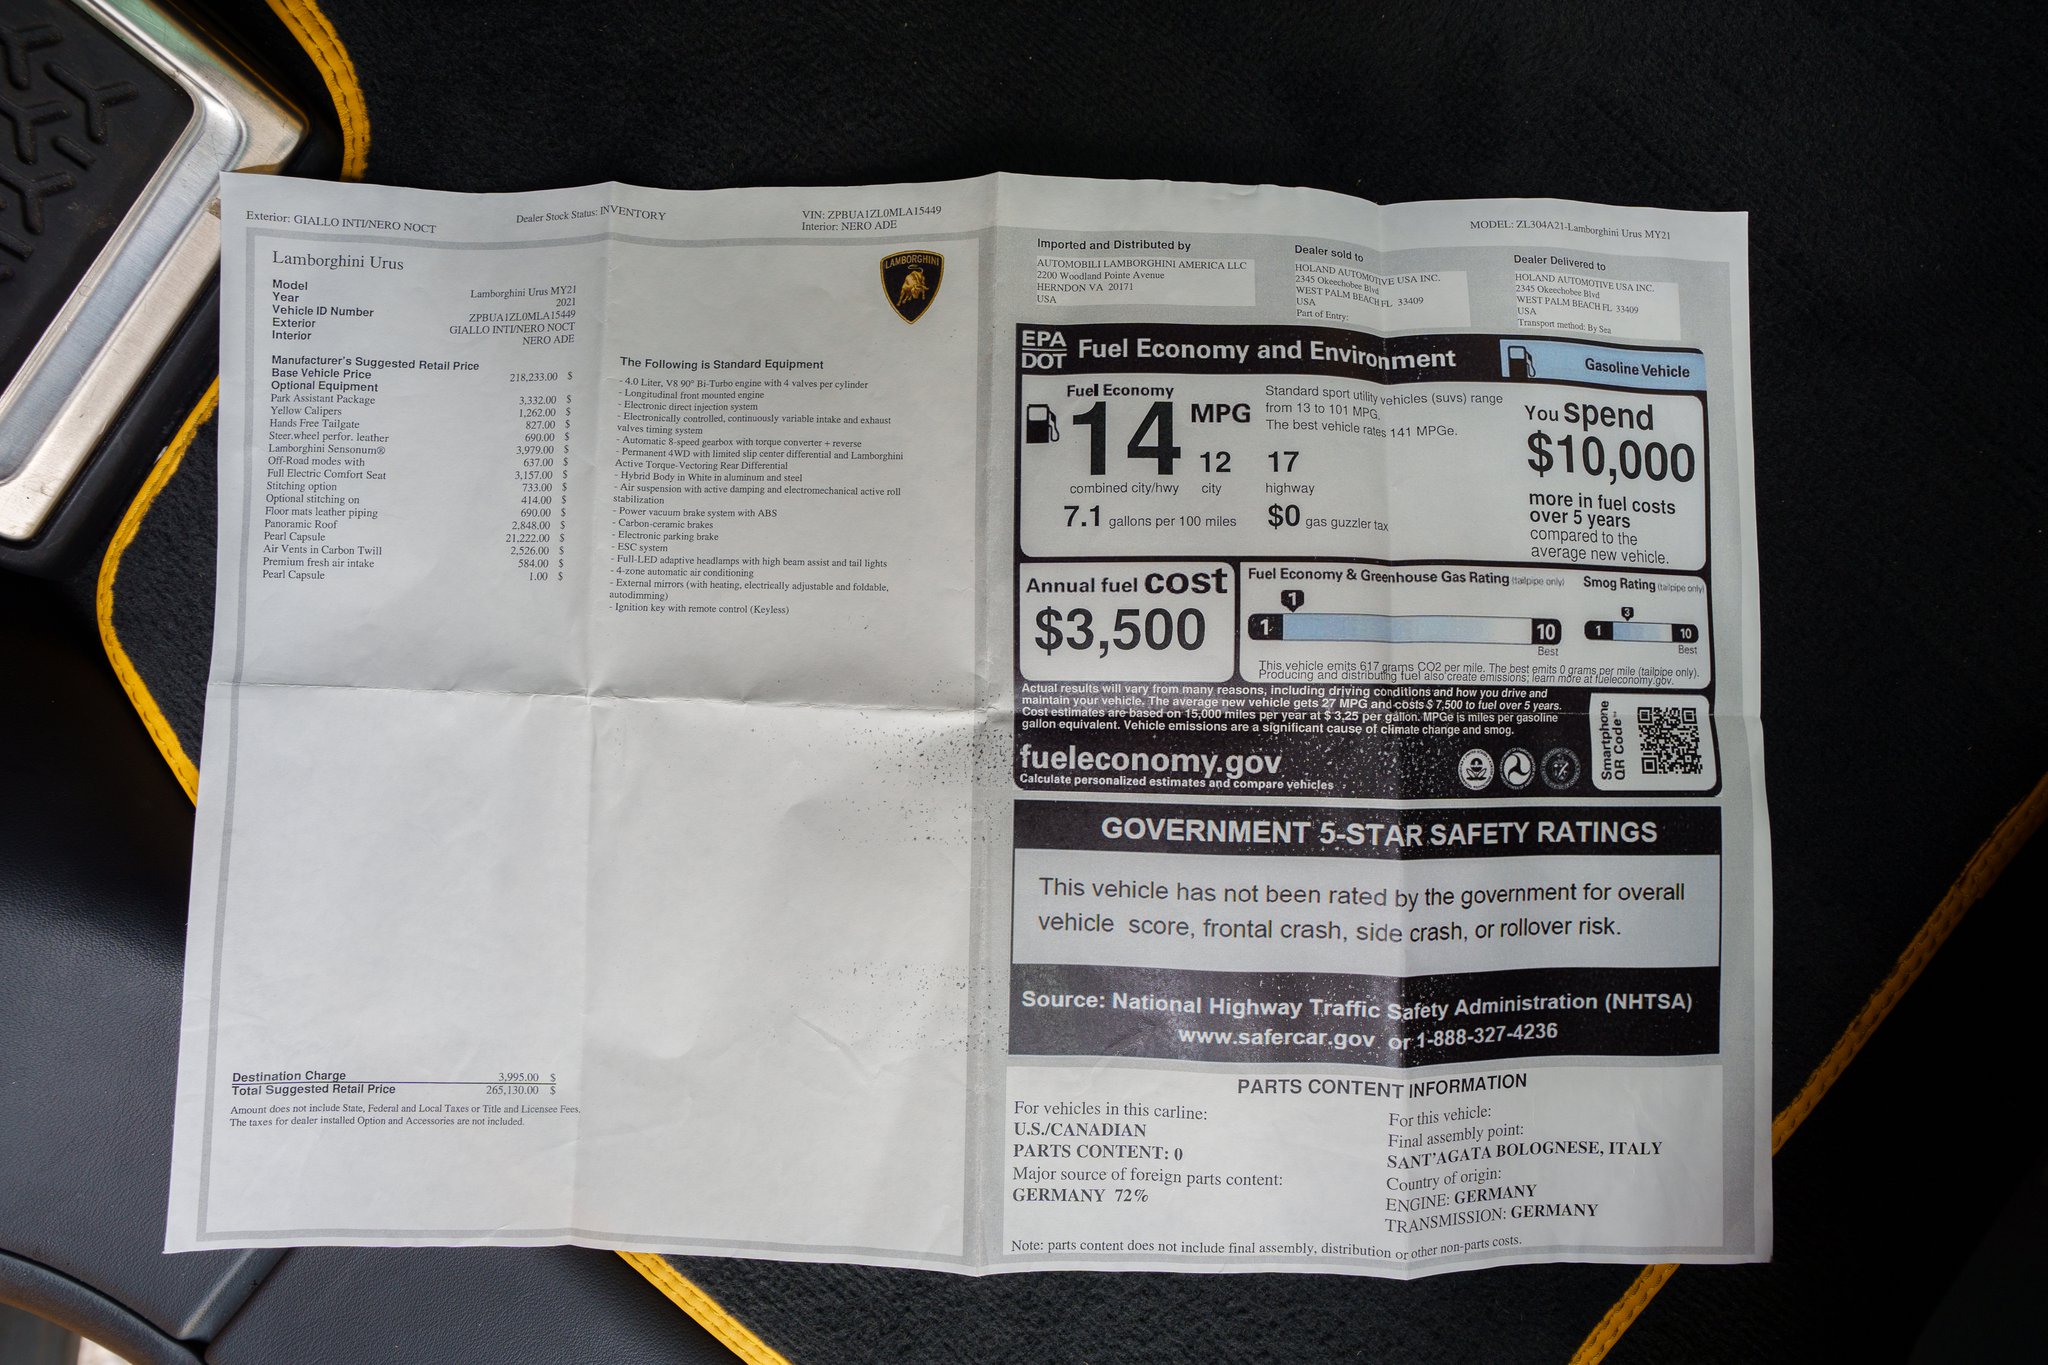 Exterior: GIALLO INTI/NERO NOCT
Dealer Stock Status: INVENTORY
VIN: ZPBUA1ZL0MLA15449
Interior: NERO ADE
MODEL: ZL304A21-Lamborghini Urus MY21
Lamborghini Urus
LAMBORGHINI
Model Lamborghini Urus MY21
Year 2021
Vehicle ID Number ZPBUA1ZL0MLA15449
Exterior GIALLO INTI/NERO NOCT
Interior NERO ADE
Manufacturer's Suggested Retail Price
Base Vehicle Price 218,233.00 $
Optional Equipment
Park Assistant Package 3,332.00 $
Yellow Calipers 1,262.00 $
Hands Free Tailgate 827.00 $
Steer.wheel perfor. leather 690.00 $
Lamborghini Sensonum® 3,979.00 $
Off-Road modes with 637.00 $
Full Electric Comfort Seat 3,157.00 $
Stitching option 733.00 $
Optional stitching on 414.00 $
Floor mats leather piping 690.00 $
Panoramic Roof 2,848.00 $
Pearl Capsule 21,222.00 $
Air Vents in Carbon Twill 2,526.00 $
Premium fresh air intake 584.00 $
Pearl Capsule 1.00 $
The Following is Standard Equipment
- 4.0 Liter, V8 90° Bi-Turbo engine with 4 valves per cylinder
- Longitudinal front mounted engine
- Electronic direct injection system
- Electronically controlled, continuously variable intake and exhaust
valves timing system
- Automatic 8-speed gearbox with torque converter + reverse
- Permanent 4WD with limited slip center differential and Lamborghini
Active Torque-Vectoring Rear Differential
- Hybrid Body in White in aluminum and steel
- Air suspension with active damping and electromechanical active roll
stabilization
- Power vacuum brake system with ABS
- Carbon-ceramic brakes
- Electronic parking brake
- ESC system
- Full-LED adaptive headlamps with high beam assist and tail lights
- 4-zone automatic air conditioning
- External mirrors (with heating, electrically adjustable and foldable,
autodimming)
- Ignition key with remote control (Keyless)
Destination Charge 3,995.00 $
Total Suggested Retail Price 265,130.00 $
Amount does not include State, Federal and Local Taxes or Title and Licensee Fees.
The taxes for dealer installed Option and Accessories are not included.
Imported and Distributed by
AUTOMOBILI LAMBORGHINI AMERICA LLC
2200 Woodland Pointe Avenue
HERNDON VA 20171
USA
Dealer sold to
HOLAND AUTOMOTIVE USA INC.
2345 Okeechobee Blvd
WEST PALM BEACH FL 33409
USA
Part of Entry:
Dealer Delivered to
HOLAND AUTOMOTIVE USA INC.
2345 Okeechobee Blvd
WEST PALM BEACH FL 33409
USA
Transport method: By Sea
EPA
DOT
Fuel Economy and Environment
Gasoline Vehicle
Fuel Economy
14 MPG
combined city/hwy
12
city
17
highway
7.1 gallons per 100 miles
$0 gas guzzler tax
Standard sport utility vehicles (suvs) range
from 13 to 101 MPG.
The best vehicle rates 141 MPGe.
You spend
$10,000
more in fuel costs
over 5 years
compared to the
average new vehicle.
Annual fuel cost
$3,500
Fuel Economy & Greenhouse Gas Rating (tailpipe only)
1
1 10
Best
Smog Rating (tailpipe only)
3
1 10
Best
This vehicle emits 617 grams CO2 per mile. The best emits 0 grams per mile (tailpipe only).
Producing and distributing fuel also create emissions; learn more at fueleconomy.gov.
Actual results will vary from many reasons, including driving conditions and how you drive and
maintain your vehicle. The average new vehicle gets 27 MPG and costs $ 7,500 to fuel over 5 years.
Cost estimates are based on 15,000 miles per year at $ 3,25 per gallon. MPGe is miles per gasoline
gallon equivalent. Vehicle emissions are a significant cause of climate change and smog.
fueleconomy.gov
Calculate personalized estimates and compare vehicles
Smartphone
QR Code™
GOVERNMENT 5-STAR SAFETY RATINGS
This vehicle has not been rated by the government for overall
vehicle score, frontal crash, side crash, or rollover risk.
Source: National Highway Traffic Safety Administration (NHTSA)
www.safercar.gov or 1-888-327-4236
PARTS CONTENT INFORMATION
For vehicles in this carline:
U.S./CANADIAN
PARTS CONTENT: 0
Major source of foreign parts content:
GERMANY 72%
For this vehicle:
Final assembly point:
SANT'AGATA BOLOGNESE, ITALY
Country of origin:
ENGINE: GERMANY
TRANSMISSION: GERMANY
Note: parts content does not include final assembly, distribution or other non-parts costs.